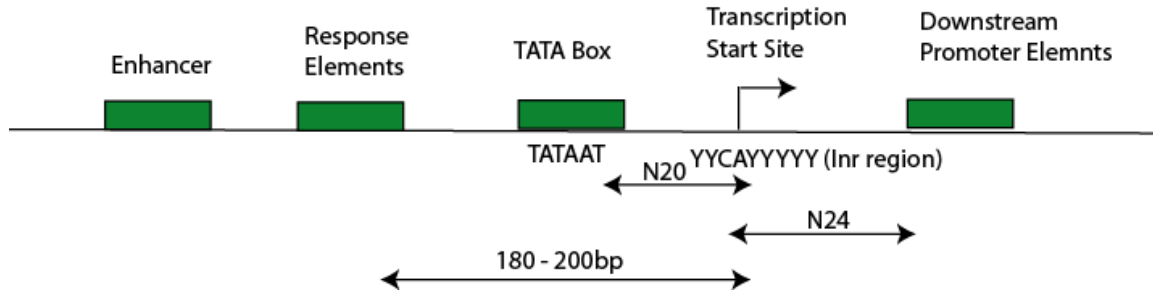 Enhancer
Response
Elements
TATA Box
Transcription
Start Site
Downstream
Promoter Elemnts
TATAAT
YYCAYYYYY (Inr region)
N20
N24
180 - 200bp